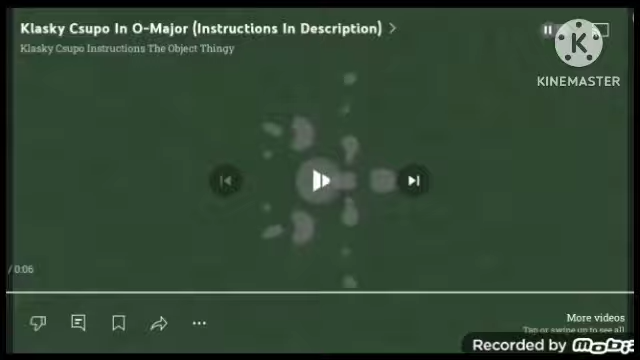 Klasky Csupo In O-Major (Instructions In Description)
Klasky Csupo Instructions The Object Thingy
K
KINEMASTER
/ 0:06
More videos
Tap or swipe up to see all
Recorded by